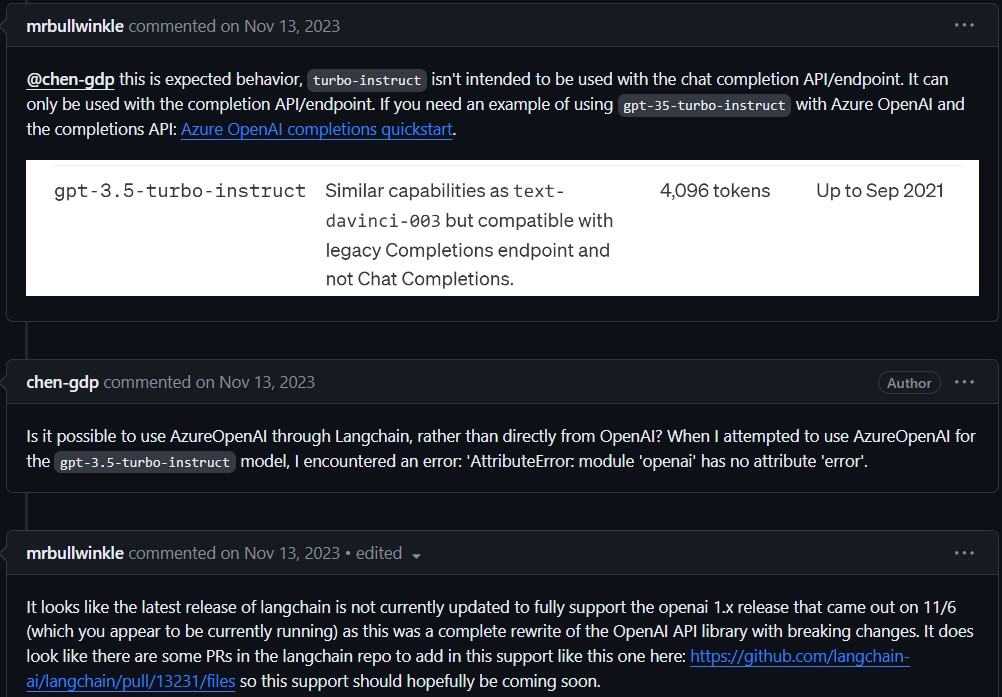 mrbullwinkle commented on Nov 13, 2023
@chen-gdp this is expected behavior, turbo-instruct isn't intended to be used with the chat completion API/endpoint. It can
only be used with the completion API/endpoint. If you need an example of using gpt-35-turbo-instruct with Azure OpenAI and
the completions API: Azure OpenAI completions quickstart.
gpt-3.5-turbo-instruct Similar capabilities as text- 4,096 tokens Up to Sep 2021
davinci-003 but compatible with
legacy Completions endpoint and
not Chat Completions.
chen-gdp commented on Nov 13, 2023 Author
Is it possible to use AzureOpenAI through Langchain, rather than directly from OpenAI? When I attempted to use AzureOpenAI for
the gpt-3.5-turbo-instruct model, I encountered an error: 'AttributeError: module 'openai' has no attribute 'error'.
mrbullwinkle commented on Nov 13, 2023 • edited
It looks like the latest release of langchain is not currently updated to fully support the openai 1.x release that came out on 11/6
(which you appear to be currently running) as this was a complete rewrite of the OpenAI API library with breaking changes. It does
look like there are some PRs in the langchain repo to add in this support like this one here: https://github.com/langchain-
ai/langchain/pull/13231/files so this support should hopefully be coming soon.